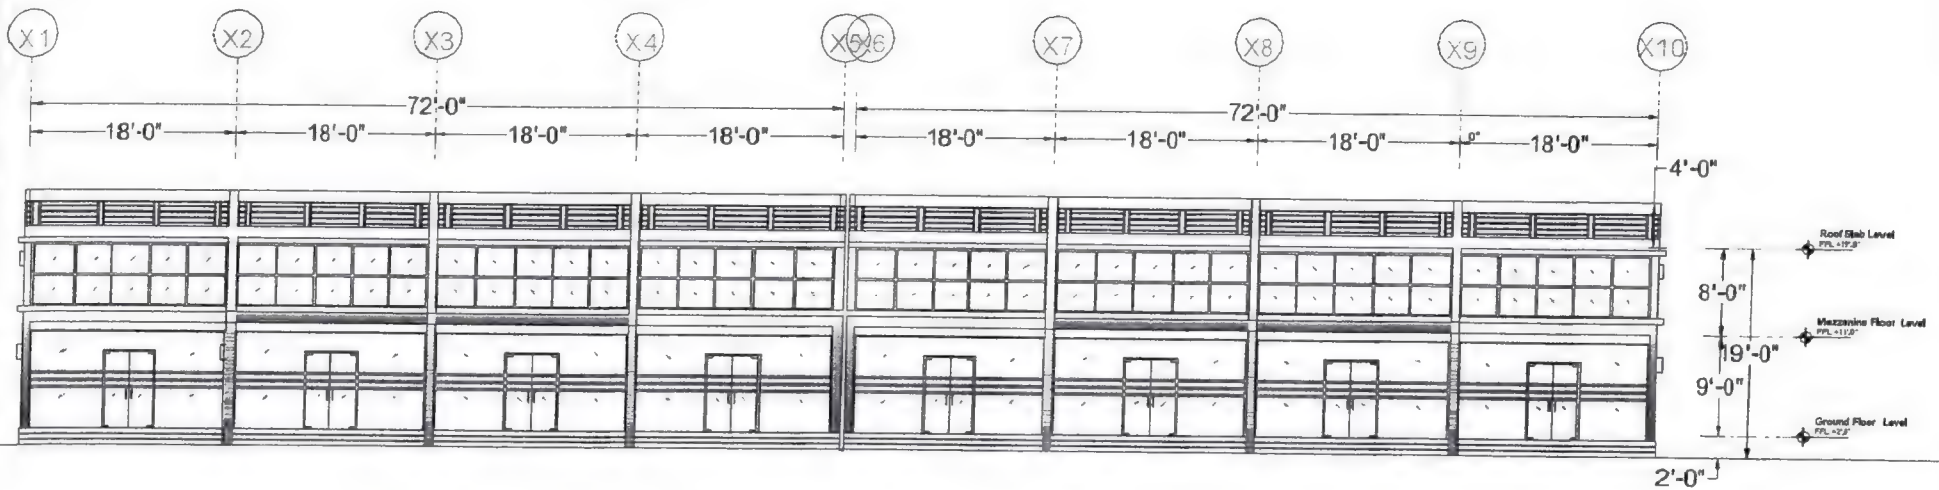 X1 X2 X3 X4 X5 X6 X7 X8 X9 X10
72'-0" 72'-0"
18'-0" 18'-0" 18'-0" 18'-0" 18'-0" 18'-0" 18'-0" 0" 18'-0"
4'-0"
Roof Slab Level
8'-0"
Mezzanine Floor Level
19'-0"
9'-0"
Ground Floor Level
2'-0"